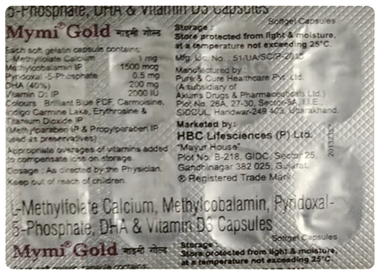 5-Phosphate, DHA & Vitamin D3 Capsules
Softgel Capsules
Mymi® Gold माइमी गोल्ड
Each soft gelatin capsule contains:
L-Methylfolate Calcium 1 mg
Methylcobalamin IP 1500 mcg
Pyridoxal-5-Phosphate 0.5 mg
DHA (40%) 200 mg
Vitamin D3 IP 2000 IU
Colours : Brilliant Blue FCF, Carmoisine,
Indigo Carmine Lake, Erythrosine &
Titanium Dioxide IP
(Methylparaben IP & Propylparaben IP
used as preservatives)
Appropriate overages of vitamins added
to compensate loss on storage.
Dosage : As directed by the Physician.
Keep out of reach of children.
Storage :
Store protected from light & moisture,
at a temperature not exceeding 25°C.
Mfg. Lic. No.
Manufactured by :
Pure & Cure Healthcare Pvt. Ltd.
(A subsidiary of
Akums Drugs & Pharmaceuticals Ltd.)
Plot No. 26A, 27-30, Sector-8A, I.I.E.,
SIDCUL, Haridwar-249 403, Uttarakhand.
Marketed by :
HBC Lifesciences (P) Ltd.
"Mayur House"
Plot No. B-218, GIDC, Sector 25,
Gandhinagar 382 025, Gujarat.
® Registered Trade Mark
L-Methylfolate Calcium, Methylcobalamin, Pyridoxal-
5-Phosphate, DHA & Vitamin D3 Capsules
Softgel Capsules
Mymi® Gold माइमी गोल्ड
Storage :
Store protected from light & moisture,
at a temperature not exceeding 25°C.